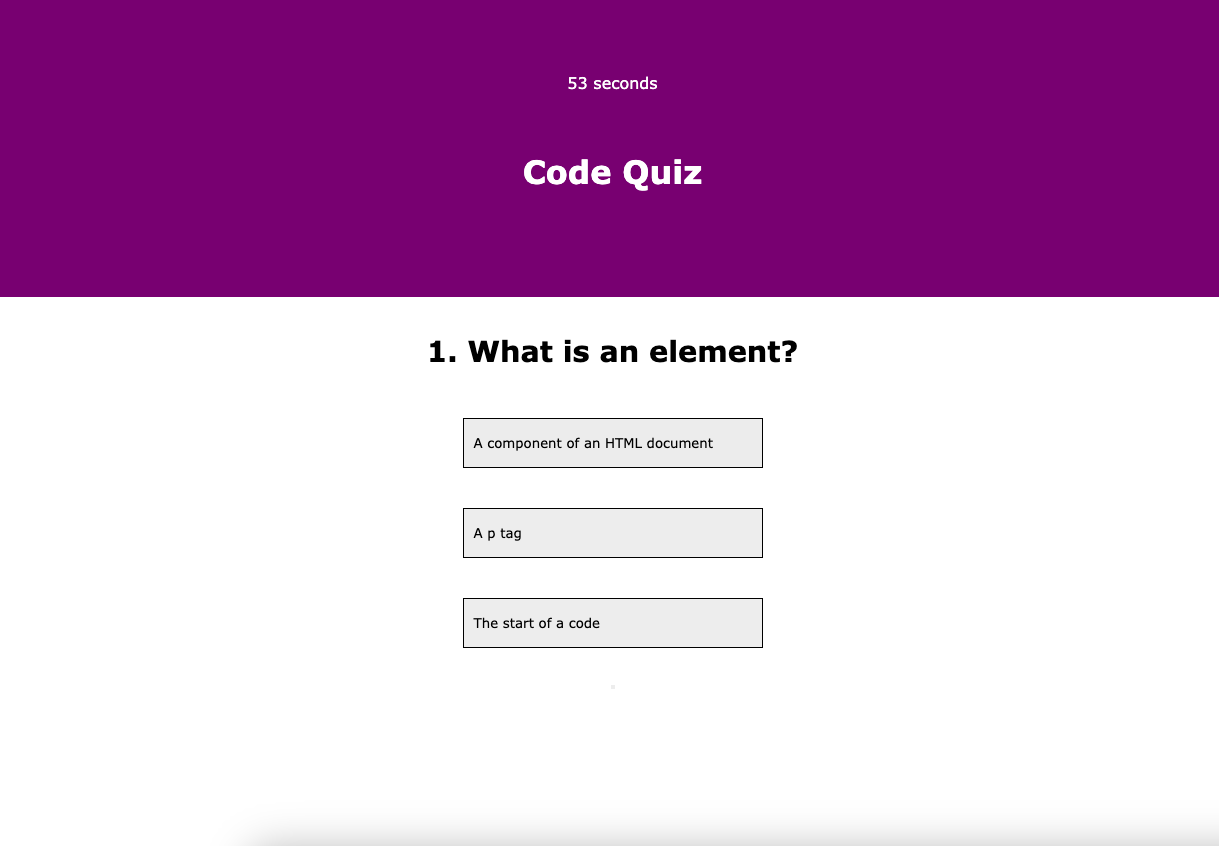 53 seconds
Code Quiz
1. What is an element?
A component of an HTML document
A p tag
The start of a code